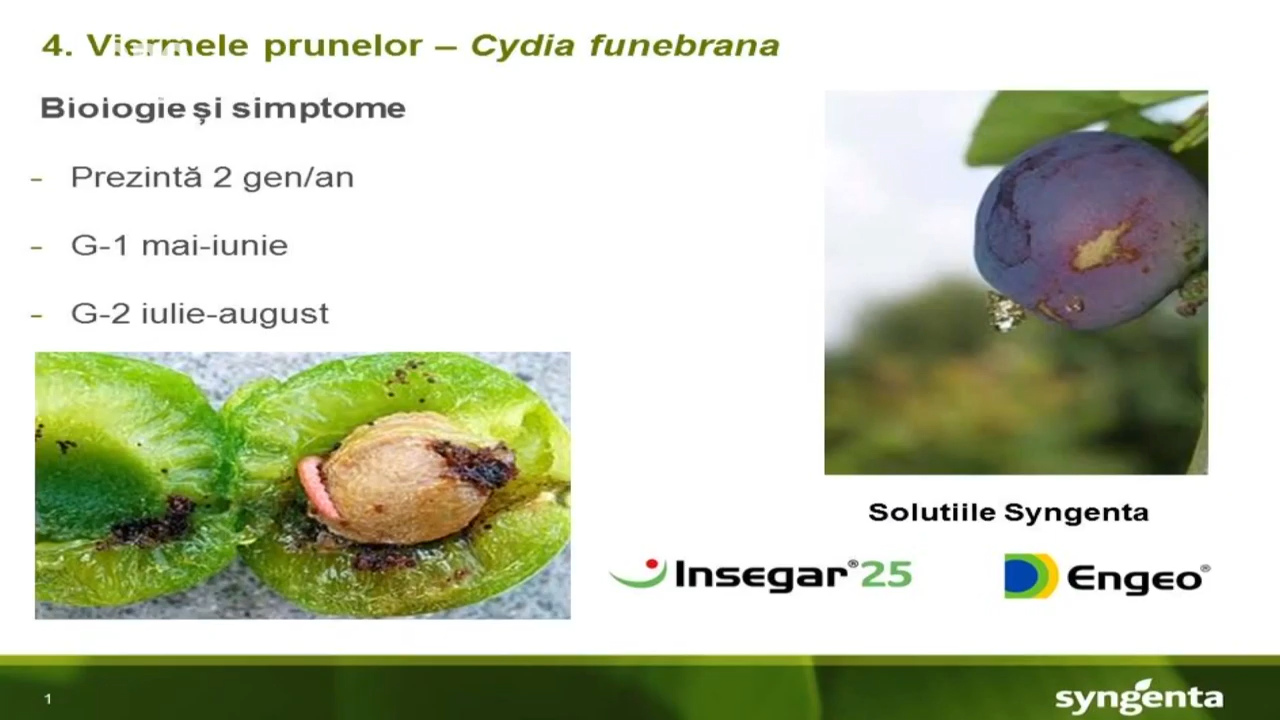 4. Viermele prunelor – Cydia funebrana
Biologie și simptome
- Prezintă 2 gen/an
- G-1 mai-iunie
- G-2 iulie-august
Solutiile Syngenta
Insegar® 25
Engeo®
1
syngenta